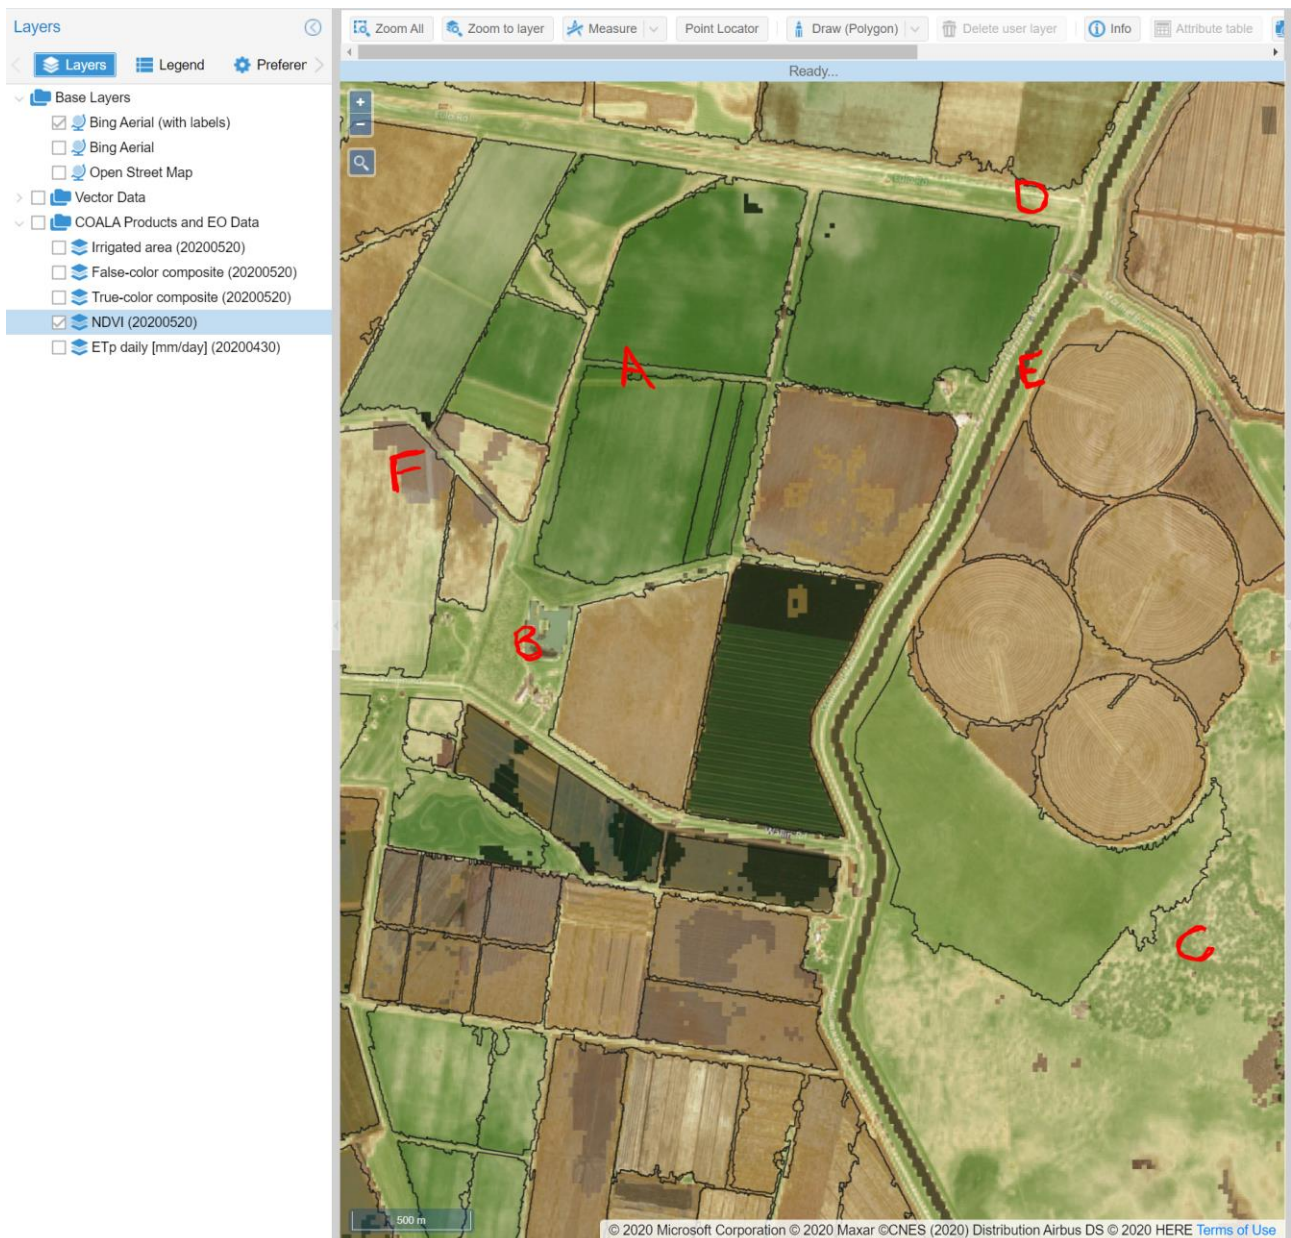 Layers
Zoom All
Zoom to layer
Measure
Point Locator
Draw (Polygon)
Delete user layer
Info
Attribute table
Layers
Legend
Preferer
Ready...
Base Layers
Bing Aerial (with labels)
Bing Aerial
Open Street Map
Vector Data
COALA Products and EO Data
Irrigated area (20200520)
False-color composite (20200520)
True-color composite (20200520)
NDVI (20200520)
ETp daily [mm/day] (20200430)
+
−
D
A
E
F
B
C
500 m
© 2020 Microsoft Corporation © 2020 Maxar ©CNES (2020) Distribution Airbus DS © 2020 HERE Terms of Use